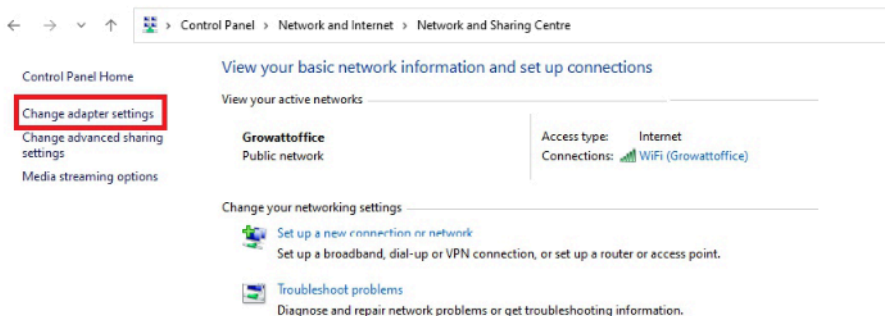 Control Panel > Network and Internet > Network and Sharing Centre
Control Panel Home
Change adapter settings
Change advanced sharing
settings
Media streaming options
View your basic network information and set up connections
View your active networks
Growattoffice
Public network
Access type: Internet
Connections: WiFi (Growattoffice)
Change your networking settings
Set up a new connection or network
Set up a broadband, dial-up or VPN connection, or set up a router or access point.
Troubleshoot problems
Diagnose and repair network problems or get troubleshooting information.